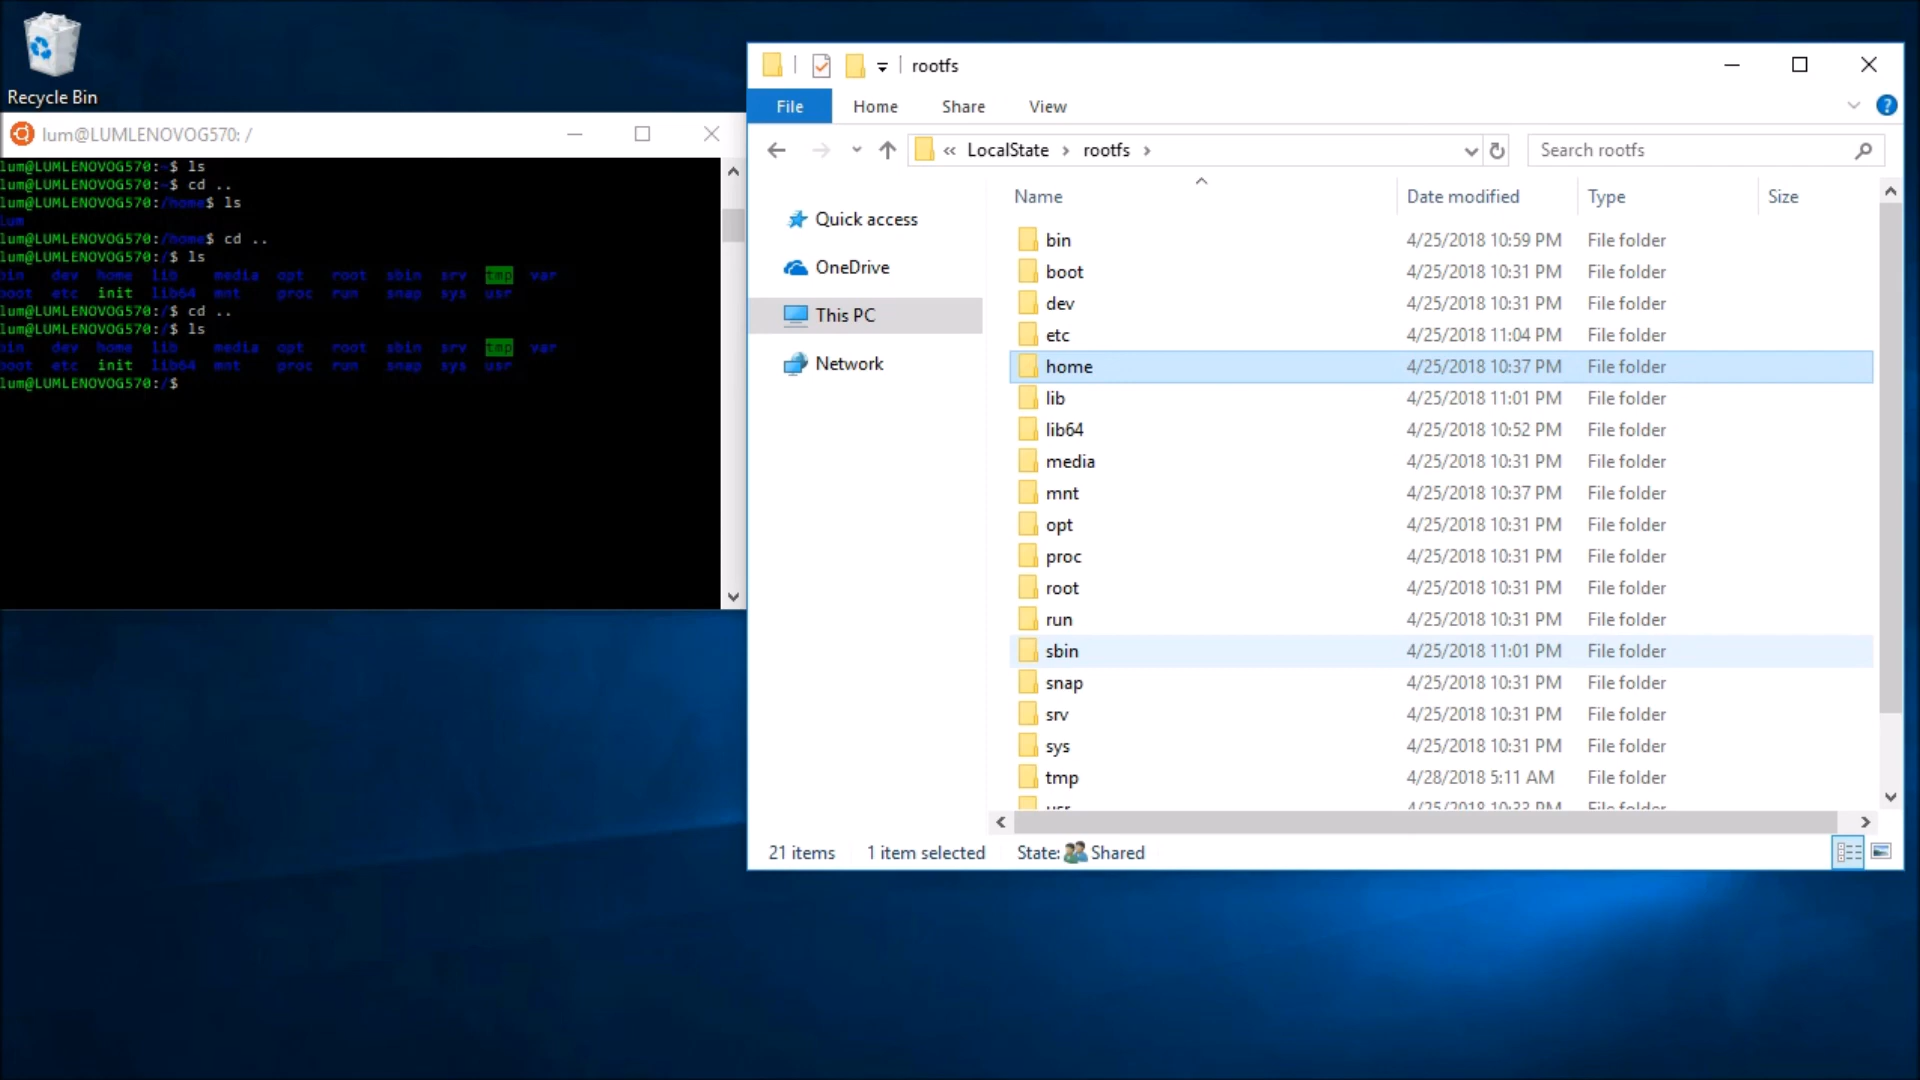 Recycle Bin
lum@LUMLENOVOG570: /
lum@LUMLENOVOG570:~$ ls
lum@LUMLENOVOG570:~$ cd ..
lum@LUMLENOVOG570:/home$ ls
lum
lum@LUMLENOVOG570:/home$ cd ..
lum@LUMLENOVOG570:/$ ls
bin dev home lib media opt root sbin srv tmp var
boot etc init lib64 mnt proc run snap sys usr
lum@LUMLENOVOG570:/$ cd ..
lum@LUMLENOVOG570:/$ ls
bin dev home lib media opt root sbin srv tmp var
boot etc init lib64 mnt proc run snap sys usr
lum@LUMLENOVOG570:/$
rootfs
File Home Share View
« LocalState › rootfs ›
Search rootfs
Quick access
OneDrive
This PC
Network
Name Date modified Type Size
bin 4/25/2018 10:59 PM File folder
boot 4/25/2018 10:31 PM File folder
dev 4/25/2018 10:31 PM File folder
etc 4/25/2018 11:04 PM File folder
home 4/25/2018 10:37 PM File folder
lib 4/25/2018 11:01 PM File folder
lib64 4/25/2018 10:52 PM File folder
media 4/25/2018 10:31 PM File folder
mnt 4/25/2018 10:37 PM File folder
opt 4/25/2018 10:31 PM File folder
proc 4/25/2018 10:31 PM File folder
root 4/25/2018 10:31 PM File folder
run 4/25/2018 10:31 PM File folder
sbin 4/25/2018 11:01 PM File folder
snap 4/25/2018 10:31 PM File folder
srv 4/25/2018 10:31 PM File folder
sys 4/25/2018 10:31 PM File folder
tmp 4/28/2018 5:11 AM File folder
usr 4/25/2018 10:33 PM File folder
21 items 1 item selected State: Shared